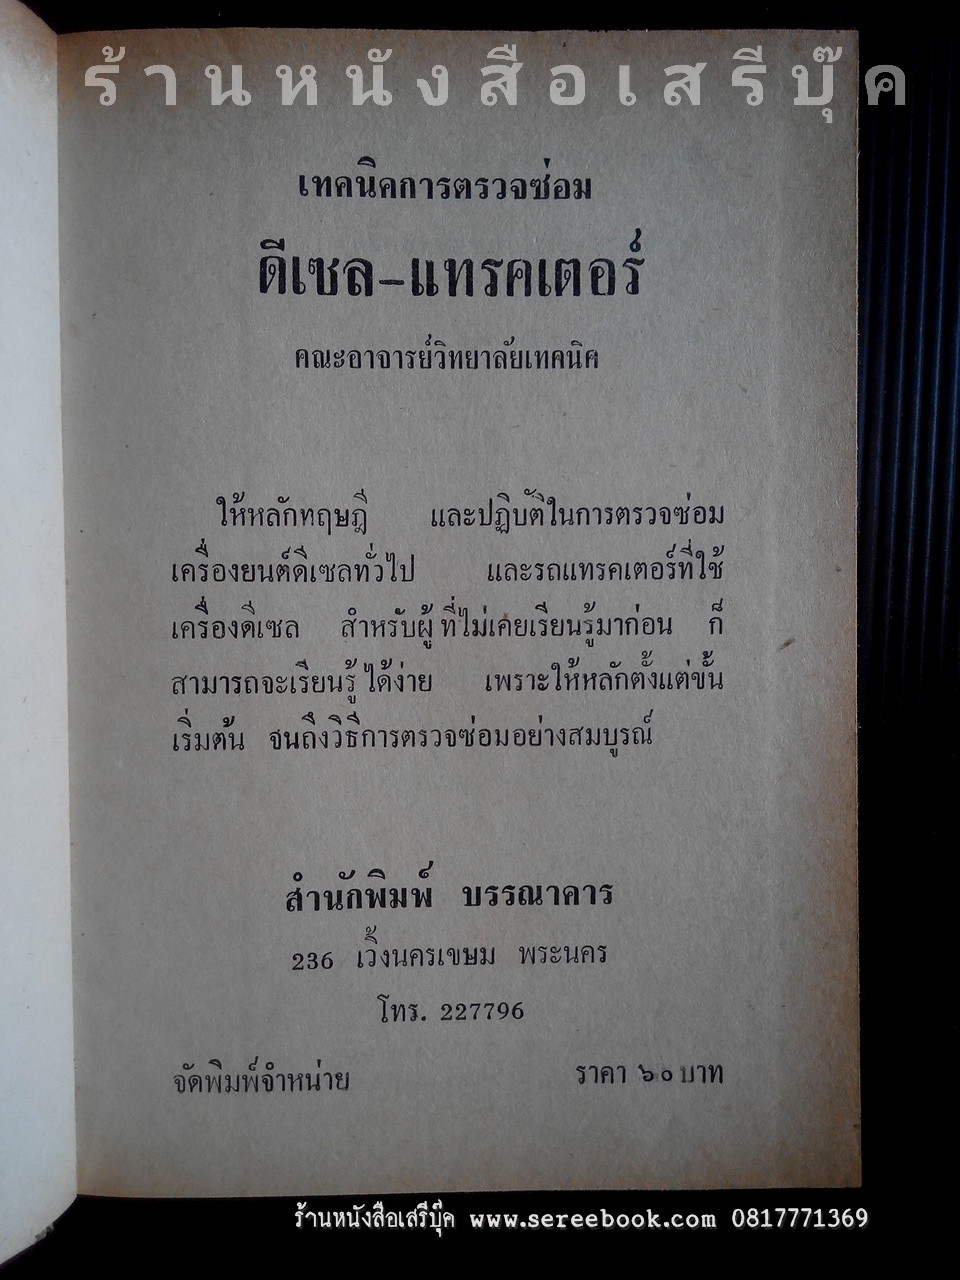 ร้านหนังสือเสรีบุ๊ค
เทคนิคการตรวจซ่อม
ดีเซล-แทรคเตอร์
คณะอาจารย์วิทยาลัยเทคนิค
ให้หลักทฤษฎี และปฏิบัติในการตรวจซ่อม
เครื่องยนต์ดีเซลทั่วไป และรถแทรคเตอร์ที่ใช้
เครื่องดีเซล สำหรับผู้ที่ไม่เคยเรียนรู้มาก่อน ก็
สามารถจะเรียนรู้ได้ง่าย เพราะให้หลักตั้งแต่ขั้น
เริ่มต้น จนถึงวิธีการตรวจซ่อมอย่างสมบูรณ์
สำนักพิมพ์ บรรณาคาร
236 เวิ้งนครเขษม พระนคร
โทร. 227796
จัดพิมพ์จำหน่าย ราคา ๖๐ บาท
ร้านหนังสือเสรีบุ๊ค www.sereebook.com 0817771369